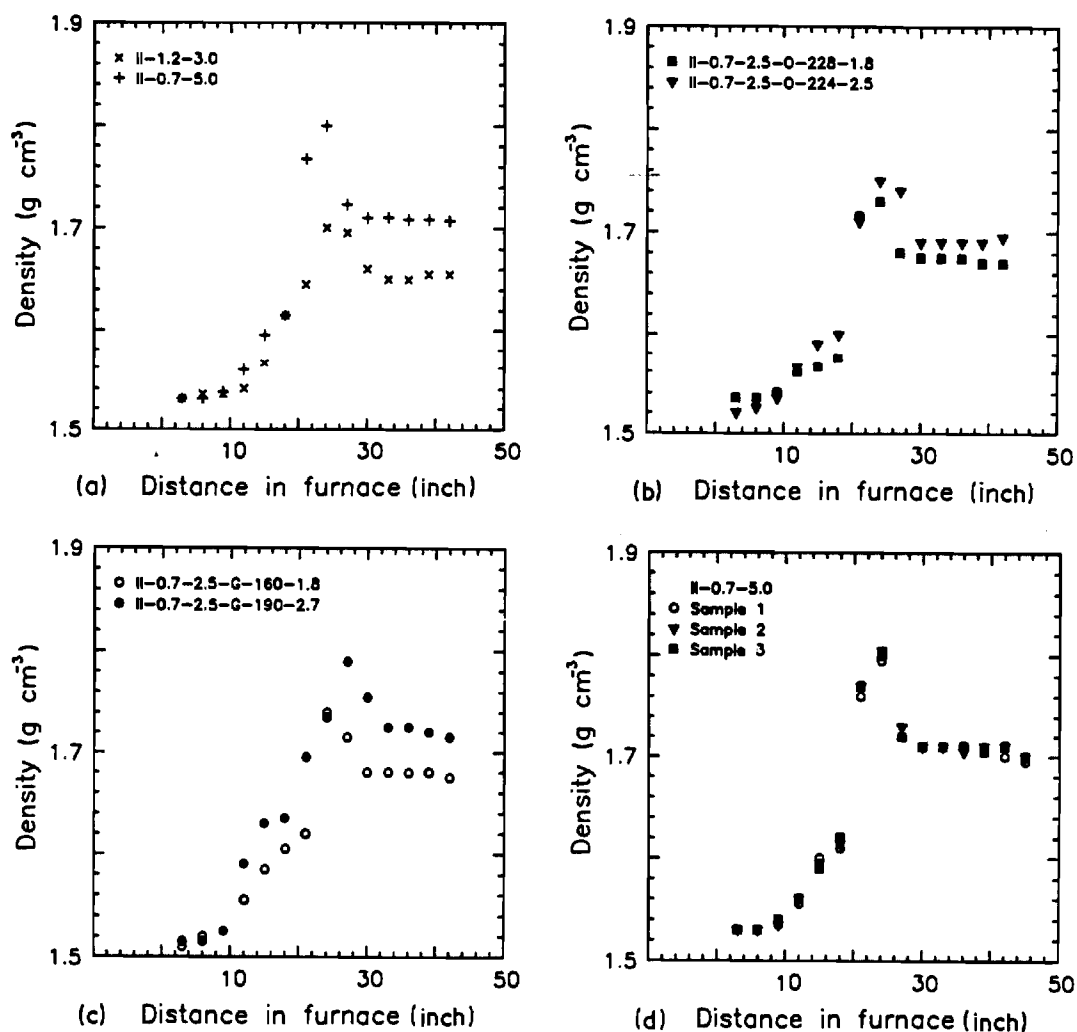 1.9
× II-1.2-3.0
+ II-0.7-5.0
1.7
1.5
Density (g cm-3)
10 30 50
(a) Distance in furnace (inch)
1.9
■ II-0.7-2.5-O-228-1.8
▼ II-0.7-2.5-O-224-2.5
1.7
1.5
Density (g cm-3)
10 30 50
(b) Distance in furnace (inch)
1.9
○ II-0.7-2.5-G-160-1.8
● II-0.7-2.5-G-190-2.7
1.7
1.5
Density (g cm-3)
10 30 50
(c) Distance in furnace (inch)
1.9
II-0.7-5.0
○ Sample 1
▼ Sample 2
■ Sample 3
1.7
1.5
Density (g cm-3)
10 30 50
(d) Distance in furnace (inch)